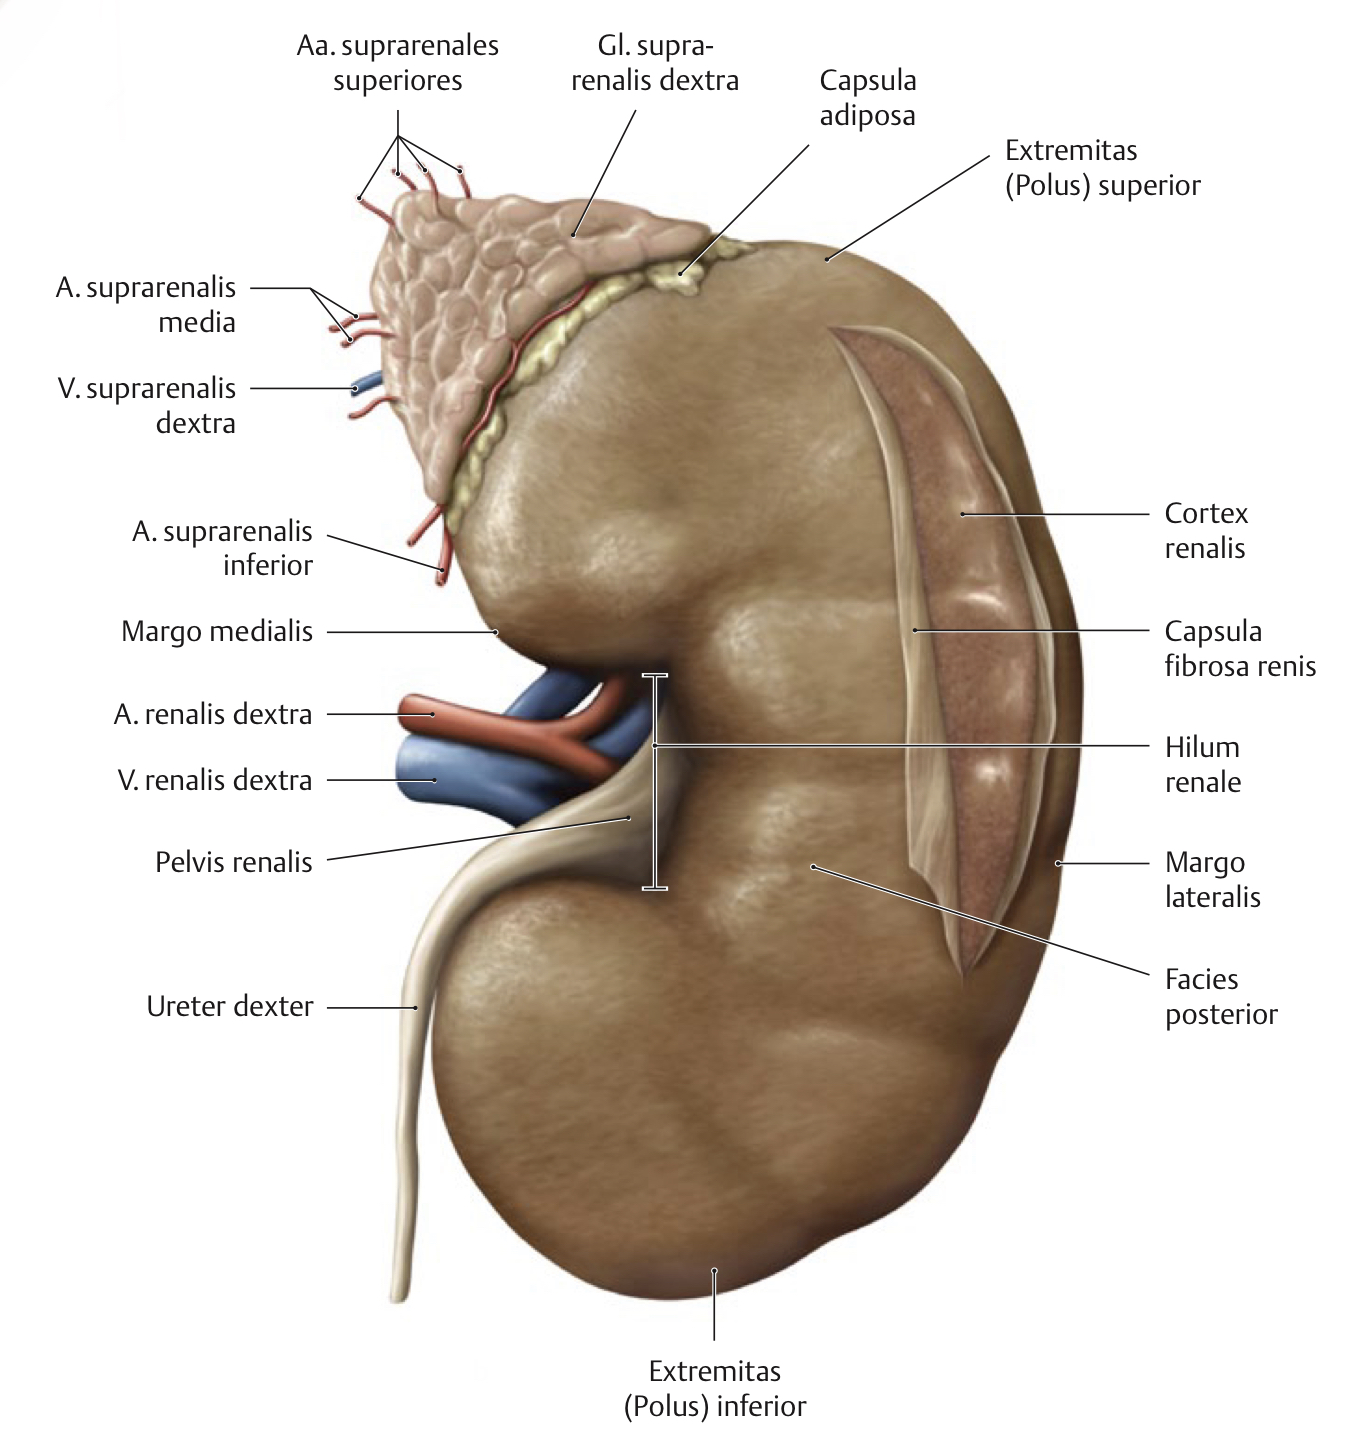 Aa. suprarenales
superiores
Gl. supra-
renalis dextra
Capsula
adiposa
Extremitas
(Polus) superior
A. suprarenalis
media
V. suprarenalis
dextra
A. suprarenalis
inferior
Margo medialis
A. renalis dextra
V. renalis dextra
Pelvis renalis
Ureter dexter
Cortex
renalis
Capsula
fibrosa renis
Hilum
renale
Margo
lateralis
Facies
posterior
Extremitas
(Polus) inferior